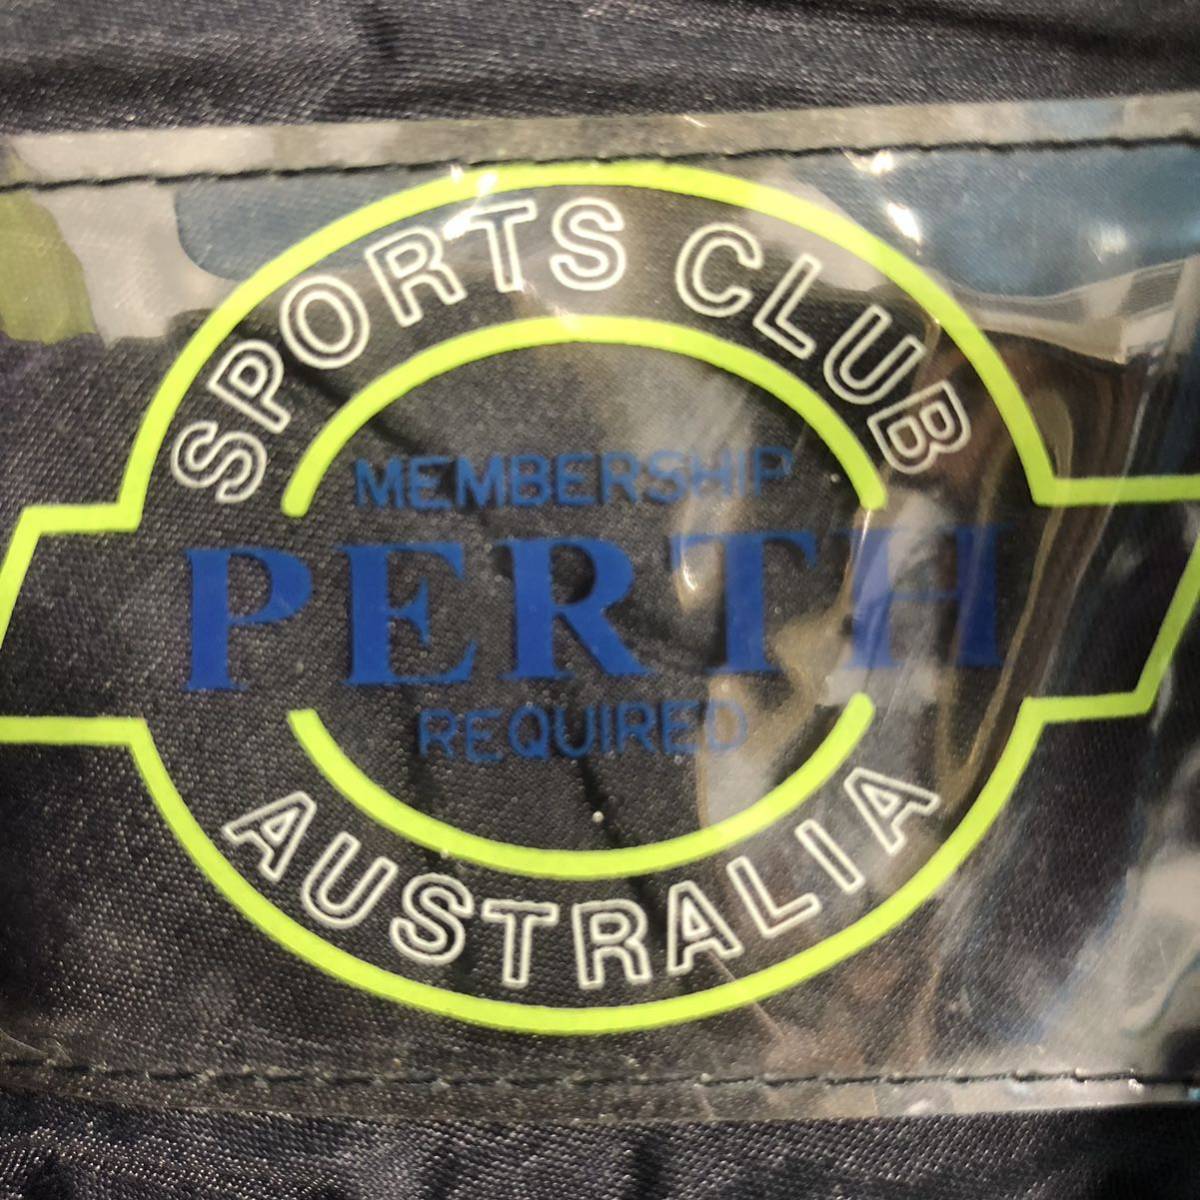 SPORTS CLUB
MEMBERSHIP
PERTH
REQUIRED
AUSTRALIA